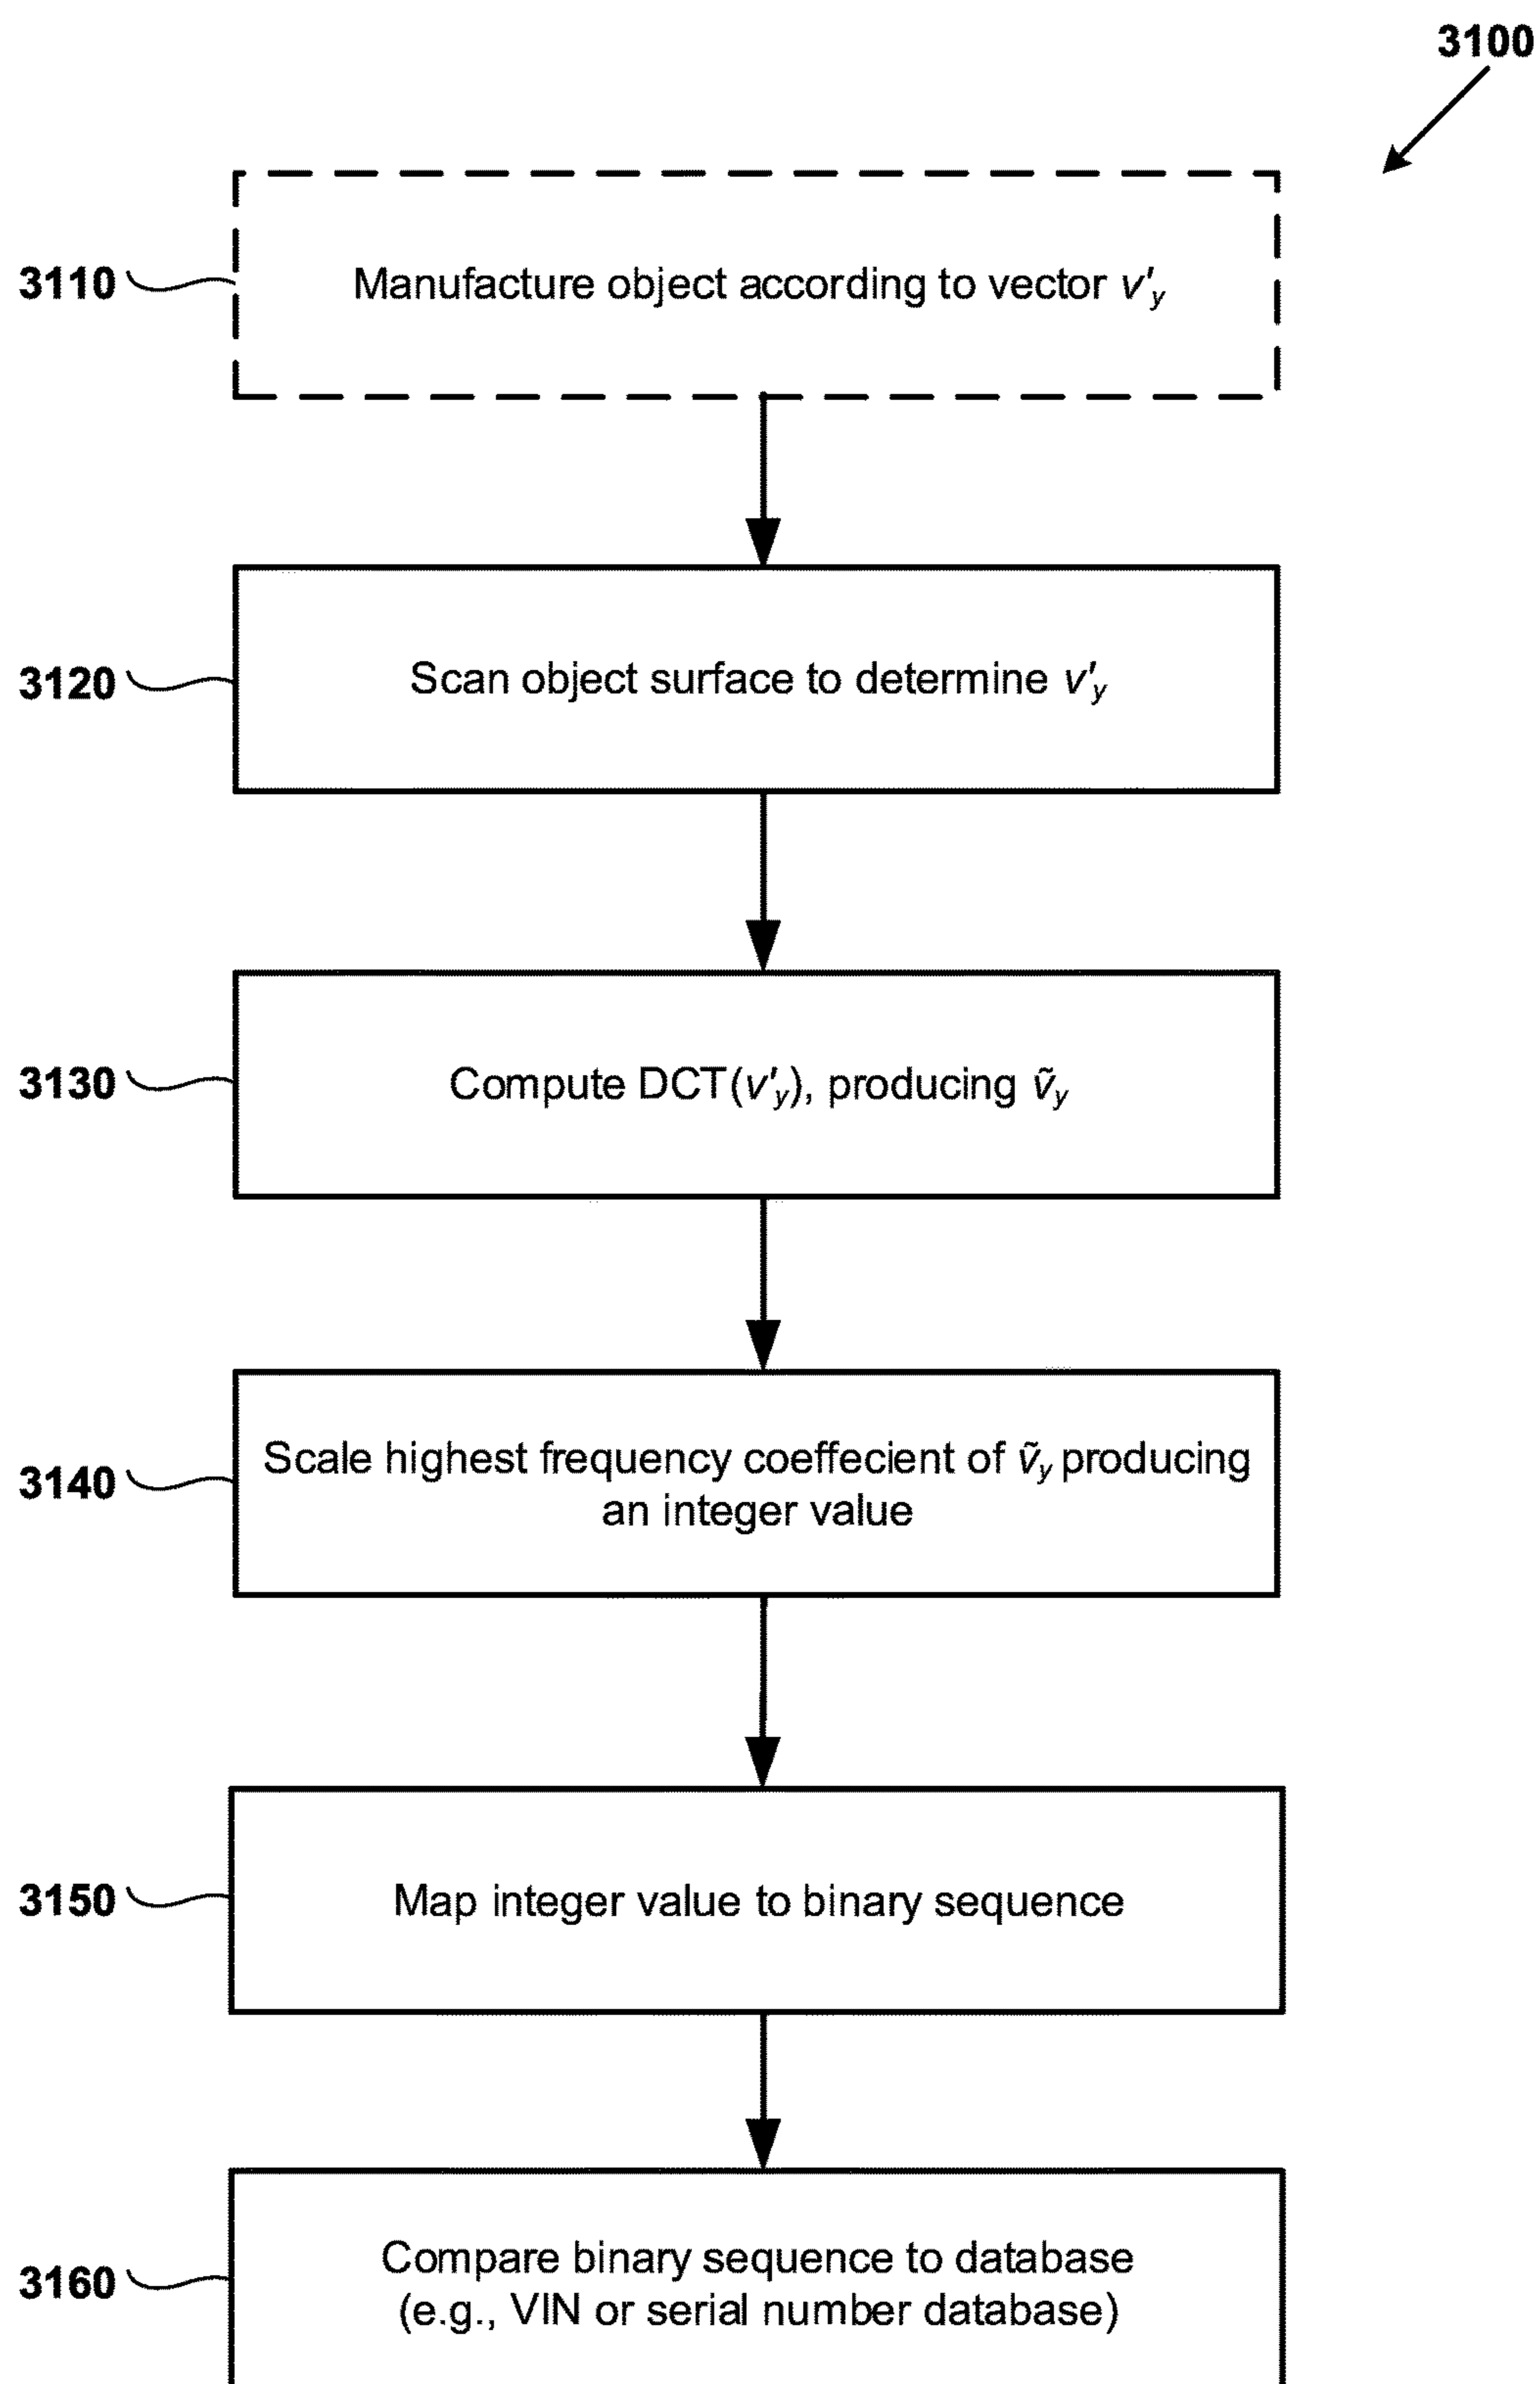 3100
3110
Manufacture object according to vector v′y
3120
Scan object surface to determine v′y
3130
Compute DCT(v′y), producing ṽy
3140
Scale highest frequency coeffecient of ṽy producing
an integer value
3150
Map integer value to binary sequence
3160
Compare binary sequence to database
(e.g., VIN or serial number database)